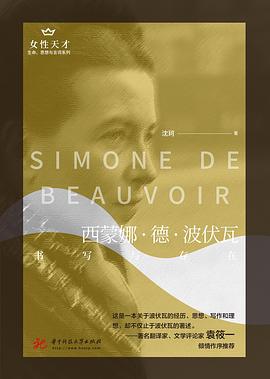 女性天才
生命、思想与言词系列
沈珂 著
SIMONE DE
BEAUVOIR
西蒙娜·德·波伏瓦
书写与存在
这是一本关于波伏瓦的经历、思想、写作和理
想，却不仅止于波伏瓦的著述。
——著名翻译家、文学评论家 袁筱一
倾情作序推荐
华中科技大学出版社